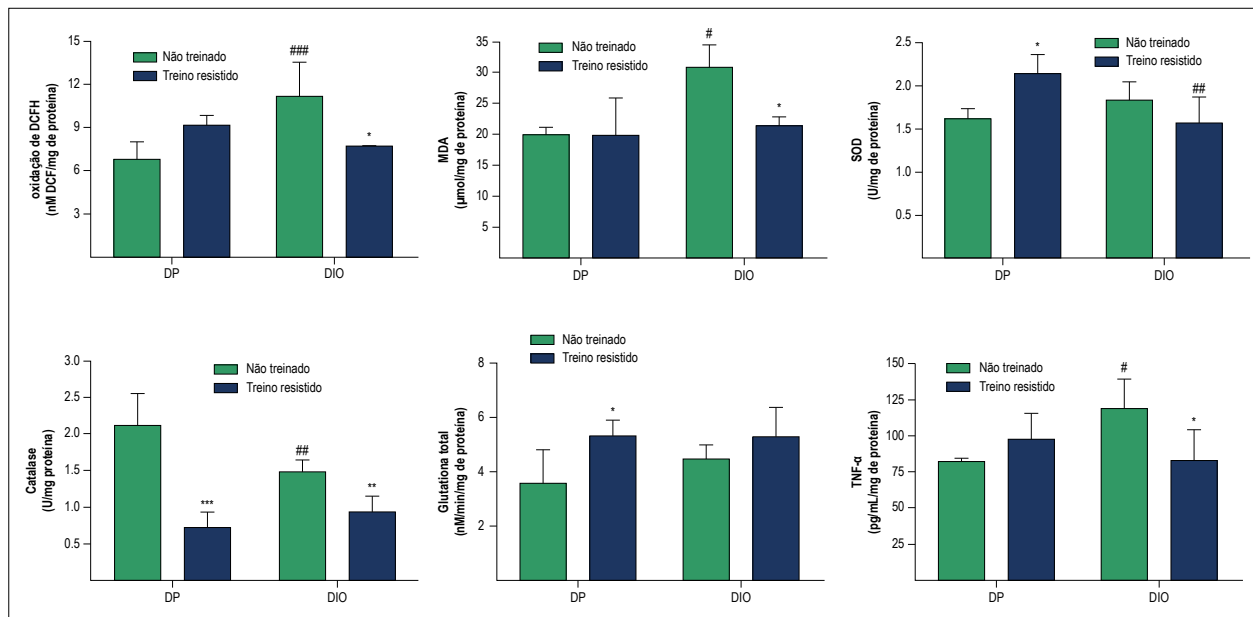 oxidação de DCFH
(nM DCF/mg de proteína)
15
12
9
6
3
Não treinado
Treino resistido
###
*
DP
DIO
MDA
(µmol/mg de proteína)
35
30
25
20
15
10
5
Não treinado
Treino resistido
#
*
DP
DIO
SOD
(U/mg de proteína)
2.5
2.0
1.5
1.0
0.5
Não treinado
Treino resistido
*
##
DP
DIO
Catalase
(U/mg proteína)
3.0
2.5
2.0
1.5
1.0
0.5
Não treinado
Treino resistido
***
##
**
DP
DIO
Glutationa total
(nM/min/mg de proteína)
8
6
4
2
Não treinado
Treino resistido
*
DP
DIO
TNF-α
(pg/mL/mg de proteína)
150
125
100
75
50
25
Não treinado
Treino resistido
#
*
DP
DIO